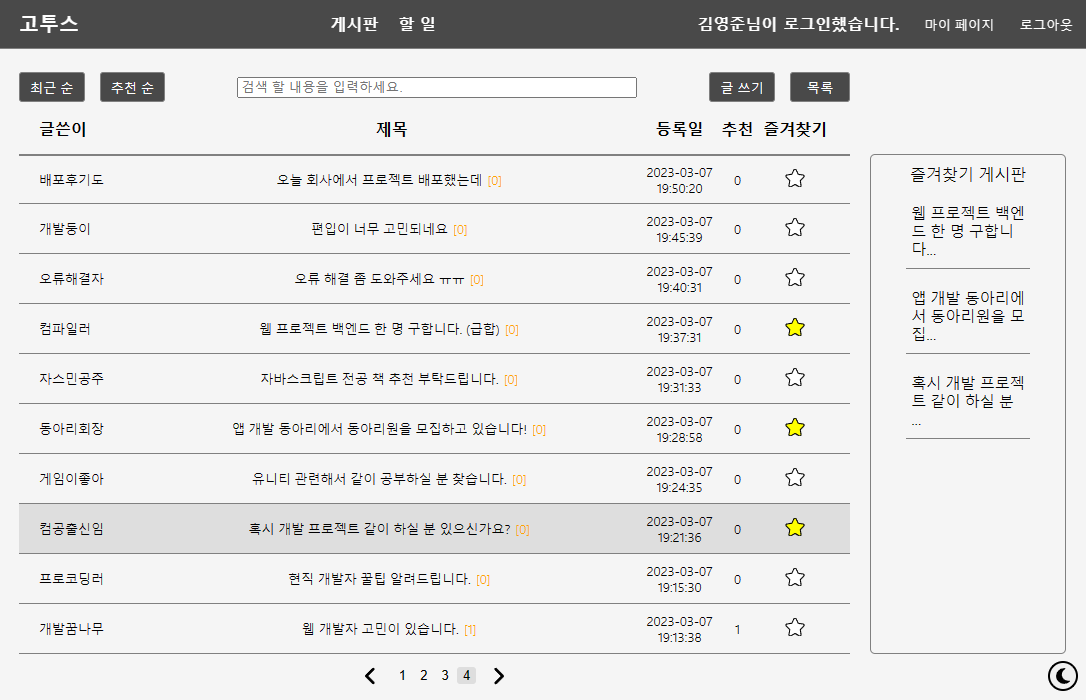 고투스 게시판 할 일 김영준님이 로그인했습니다. 마이 페이지 로그아웃
최근 순 추천 순 검색 할 내용을 입력하세요. 글 쓰기 목록
글쓴이 제목 등록일 추천 즐겨찾기
배포후기도 오늘 회사에서 프로젝트 배포했는데 [0] 2023-03-07 19:50:20 0
개발둥이 편입이 너무 고민되네요 [0] 2023-03-07 19:45:39 0
오류해결자 오류 해결 좀 도와주세요 ㅠㅠ [0] 2023-03-07 19:40:31 0
컴파일러 웹 프로젝트 백엔드 한 명 구합니다. (급함) [0] 2023-03-07 19:37:31 0
자스민공주 자바스크립트 전공 책 추천 부탁드립니다. [0] 2023-03-07 19:31:33 0
동아리회장 앱 개발 동아리에서 동아리원을 모집하고 있습니다! [0] 2023-03-07 19:28:58 0
게임이좋아 유니티 관련해서 같이 공부하실 분 찾습니다. [0] 2023-03-07 19:24:35 0
컴공출신임 혹시 개발 프로젝트 같이 하실 분 있으신가요? [0] 2023-03-07 19:21:36 0
프로코딩러 현직 개발자 꿀팁 알려드립니다. [0] 2023-03-07 19:15:30 0
개발꿈나무 웹 개발자 고민이 있습니다. [1] 2023-03-07 19:13:38 1
1 2 3 4
즐겨찾기 게시판
웹 프로젝트 백엔
드 한 명 구합니
다...
앱 개발 동아리에
서 동아리원을 모
집...
혹시 개발 프로젝
트 같이 하실 분
...